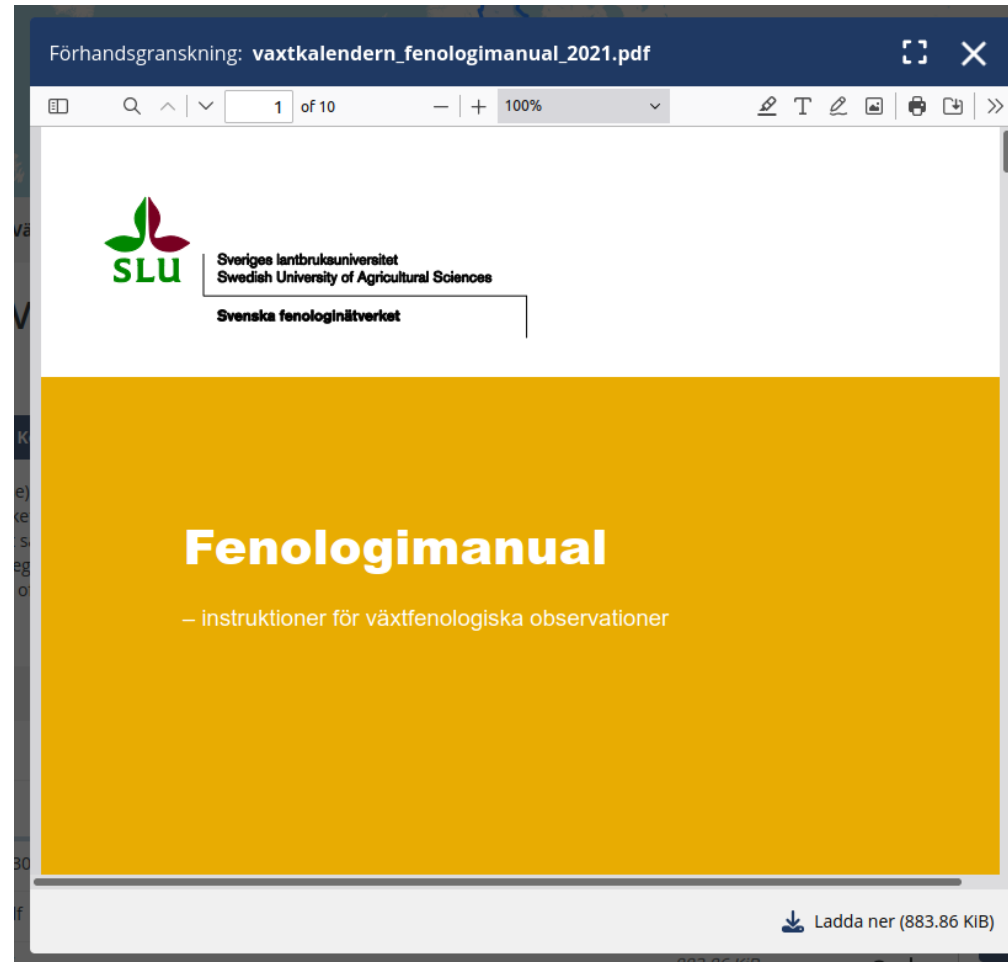 Förhandsgranskning: vaxtkalendern_fenologimanual_2021.pdf
1 of 10
100%
SLU
Sveriges lantbruksuniversitet
Swedish University of Agricultural Sciences
Svenska fenologinätverket
Fenologimanual
– instruktioner för växtfenologiska observationer
Ladda ner (883.86 KiB)